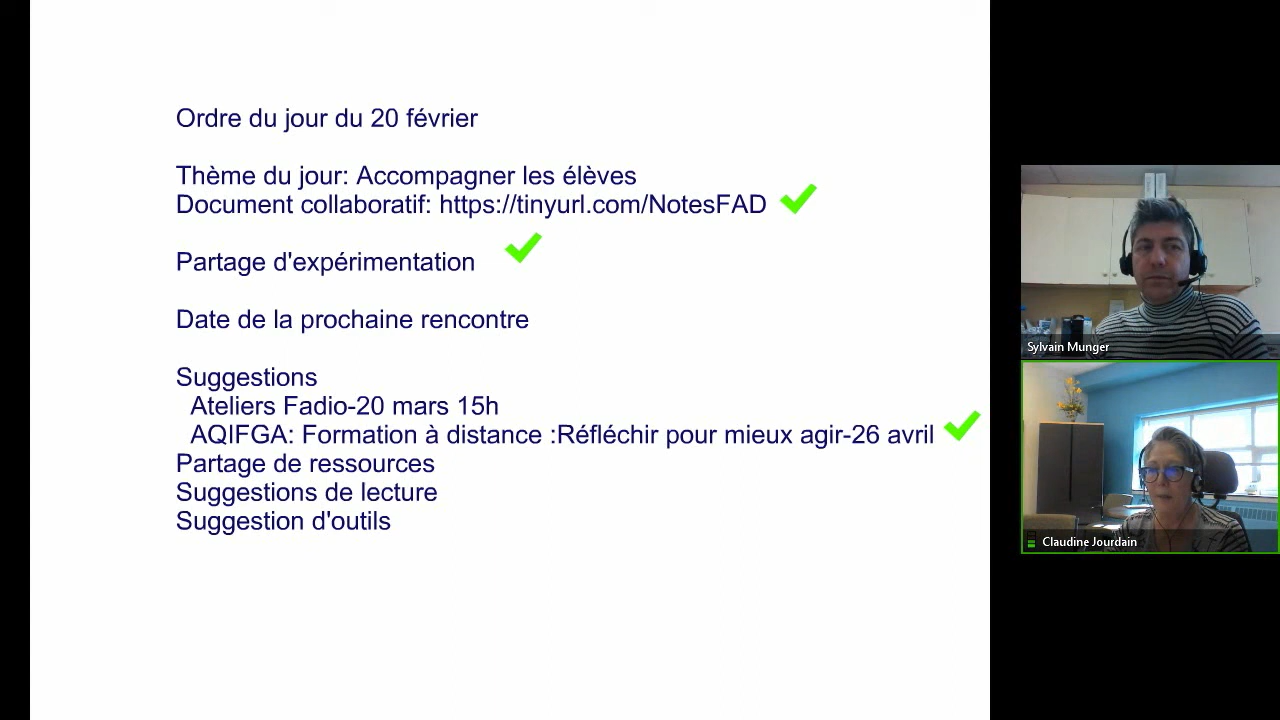 Ordre du jour du 20 février
Thème du jour: Accompagner les élèves
Document collaboratif: https://tinyurl.com/NotesFAD
Partage d'expérimentation
Date de la prochaine rencontre
Suggestions
Ateliers Fadio-20 mars 15h
AQIFGA: Formation à distance :Réfléchir pour mieux agir-26 avril
Partage de ressources
Suggestions de lecture
Suggestion d'outils
Sylvain Munger
Claudine Jourdain